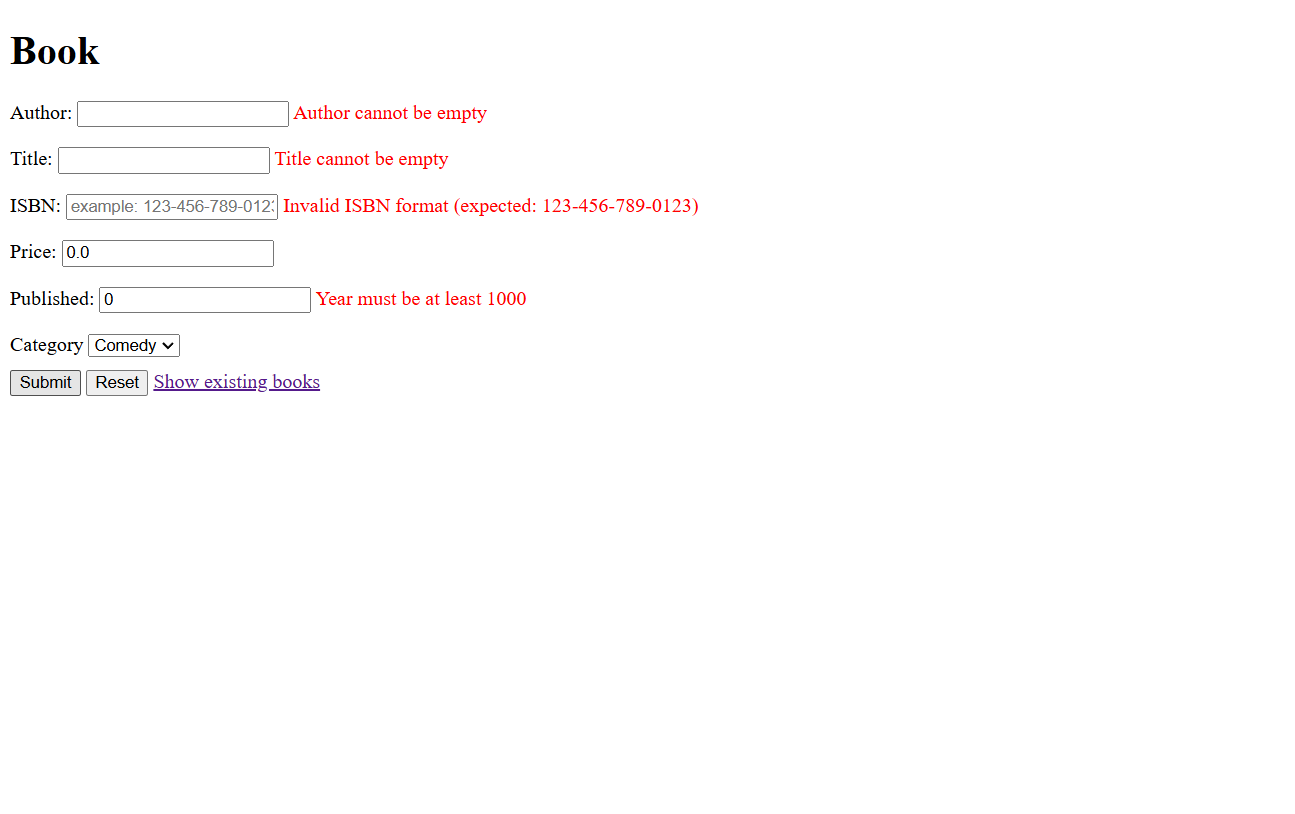 Book
Author: Author cannot be empty
Title: Title cannot be empty
ISBN: example: 123-456-789-012 Invalid ISBN format (expected: 123-456-789-0123)
Price: 0.0
Published: 0 Year must be at least 1000
Category Comedy
Submit Reset Show existing books